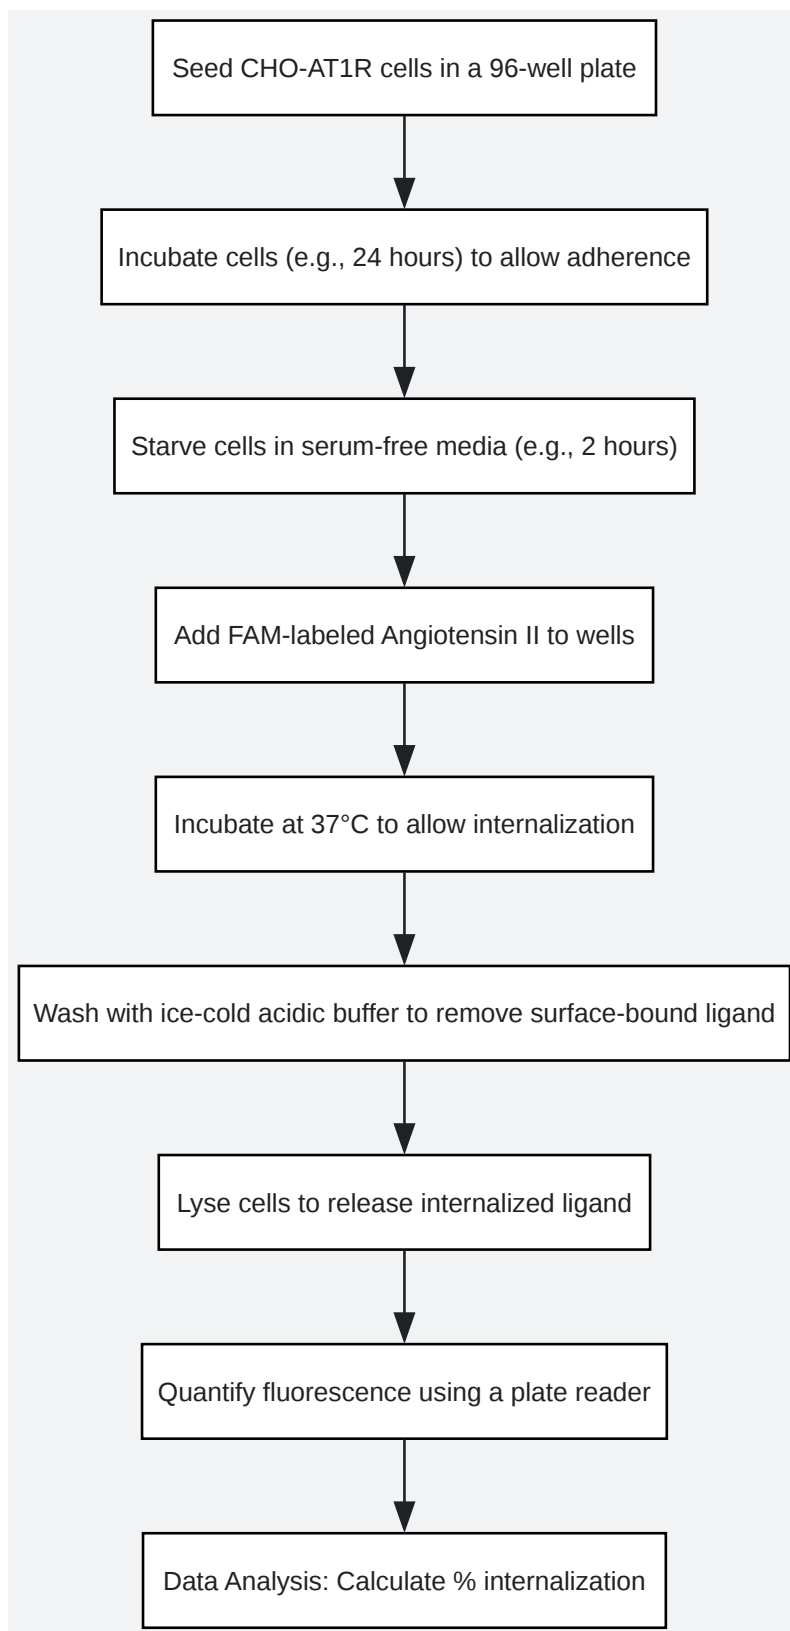 Seed CHO-AT1R cells in a 96-well plate
Incubate cells (e.g., 24 hours) to allow adherence
Starve cells in serum-free media (e.g., 2 hours)
Add FAM-labeled Angiotensin II to wells
Incubate at 37°C to allow internalization
Wash with ice-cold acidic buffer to remove surface-bound ligand
Lyse cells to release internalized ligand
Quantify fluorescence using a plate reader
Data Analysis: Calculate % internalization